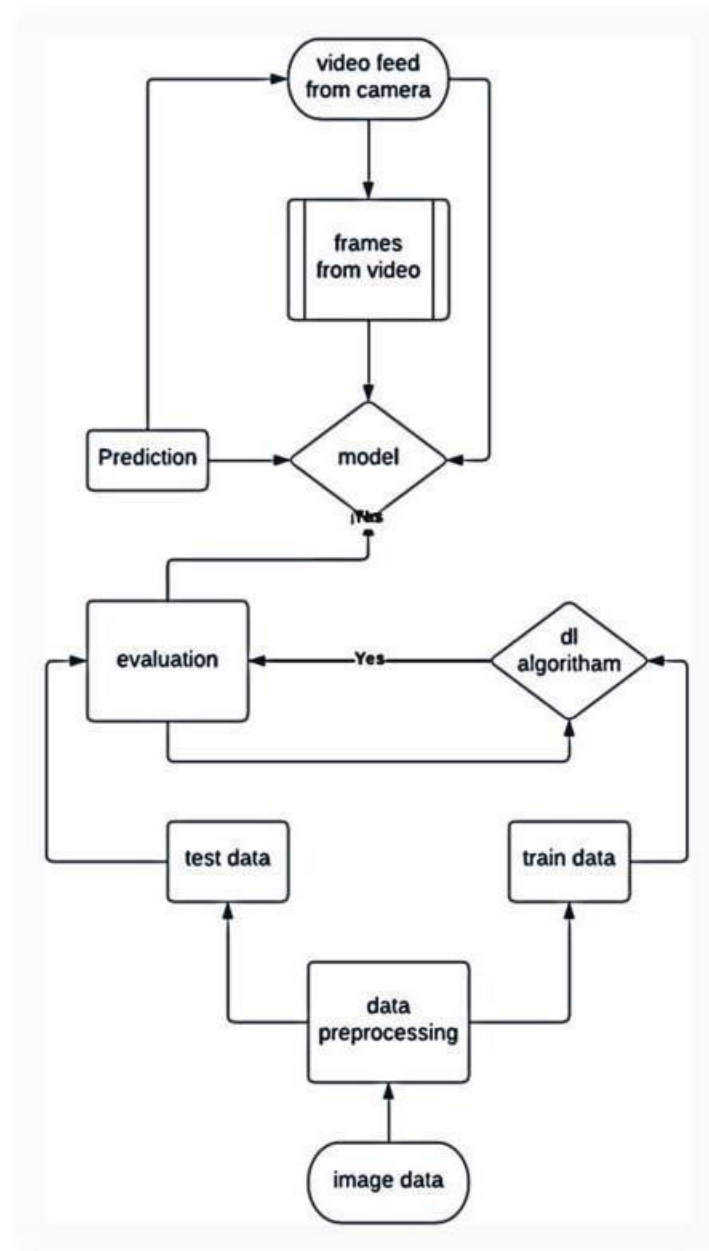 video feed
from camera
frames
from video
Prediction
model
evaluation
Yes
dl
algoritham
test data
train data
data
preprocessing
image data